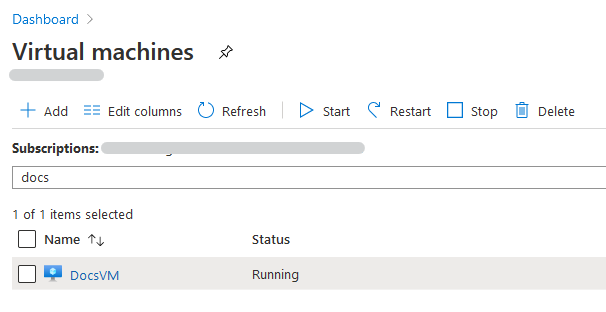 Dashboard
Virtual machines
Add Edit columns Refresh Start Restart Stop Delete
Subscriptions:
docs
1 of 1 items selected
Name Status
DocsVM Running